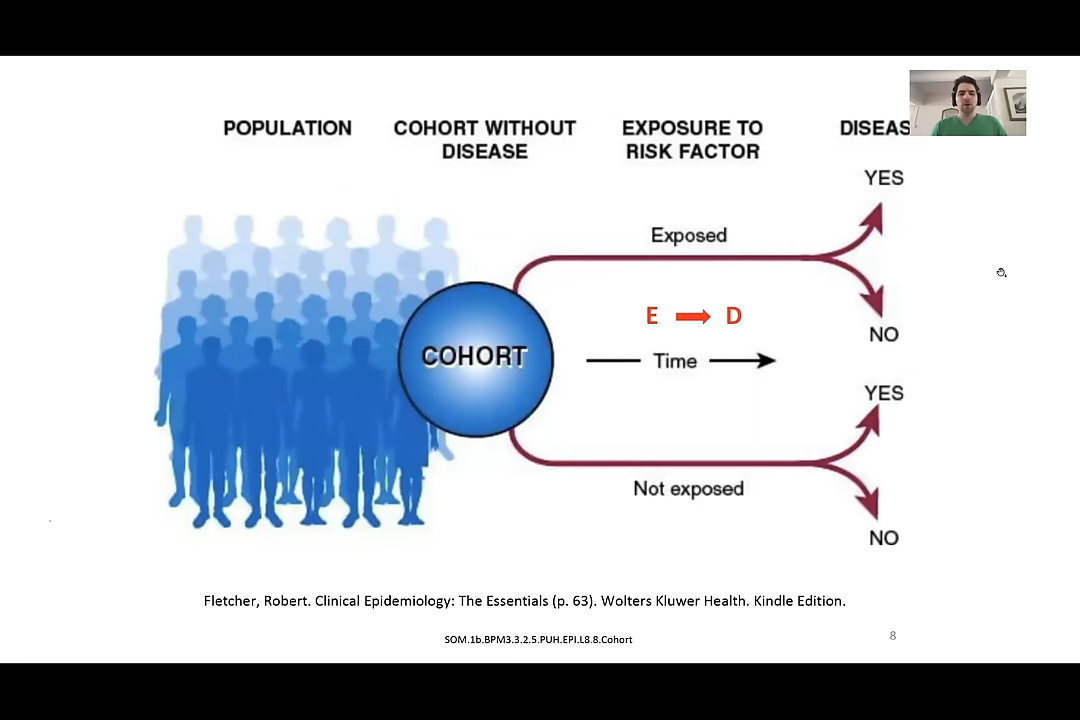 POPULATION
COHORT WITHOUT
DISEASE
EXPOSURE TO
RISK FACTOR
DISEAS
YES
Exposed
E D
NO
COHORT
Time
YES
Not exposed
NO
Fletcher, Robert. Clinical Epidemiology: The Essentials (p. 63). Wolters Kluwer Health. Kindle Edition.
SOM.1b.BPM3.3.2.5.PUH.EPI.L8.8.Cohort
8